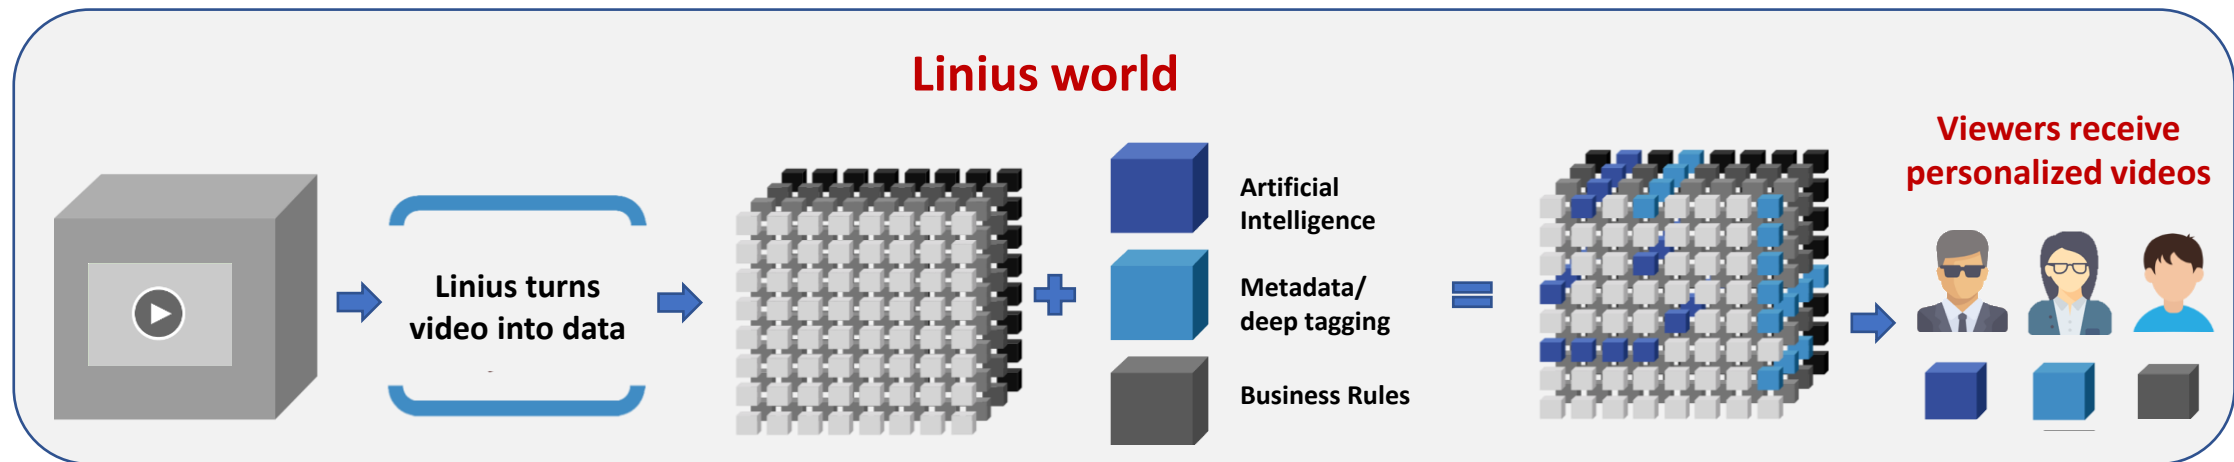 Linius world
Linius turns
video into data
Artificial
Intelligence
Metadata/
deep tagging
Business Rules
Viewers receive
personalized videos